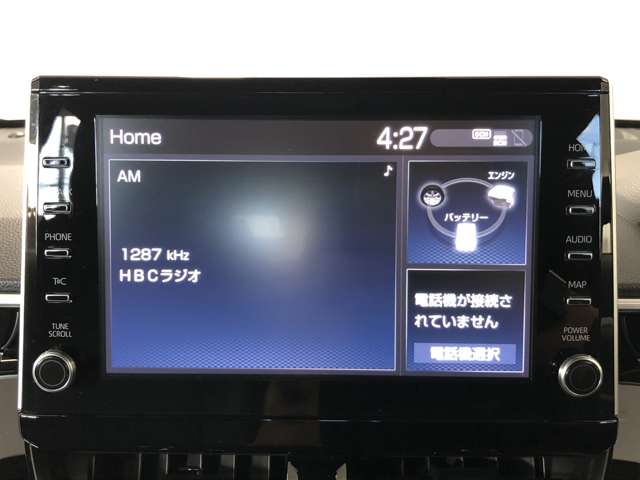 Home
4:27
AM
1287 kHz
HBCラジオ
エンジン
バッテリー
電話機が接続さ
れていません
電話機選択
PHONE
T&C
TUNE
SCROLL
HOME
MENU
AUDIO
MAP
POWER
VOLUME